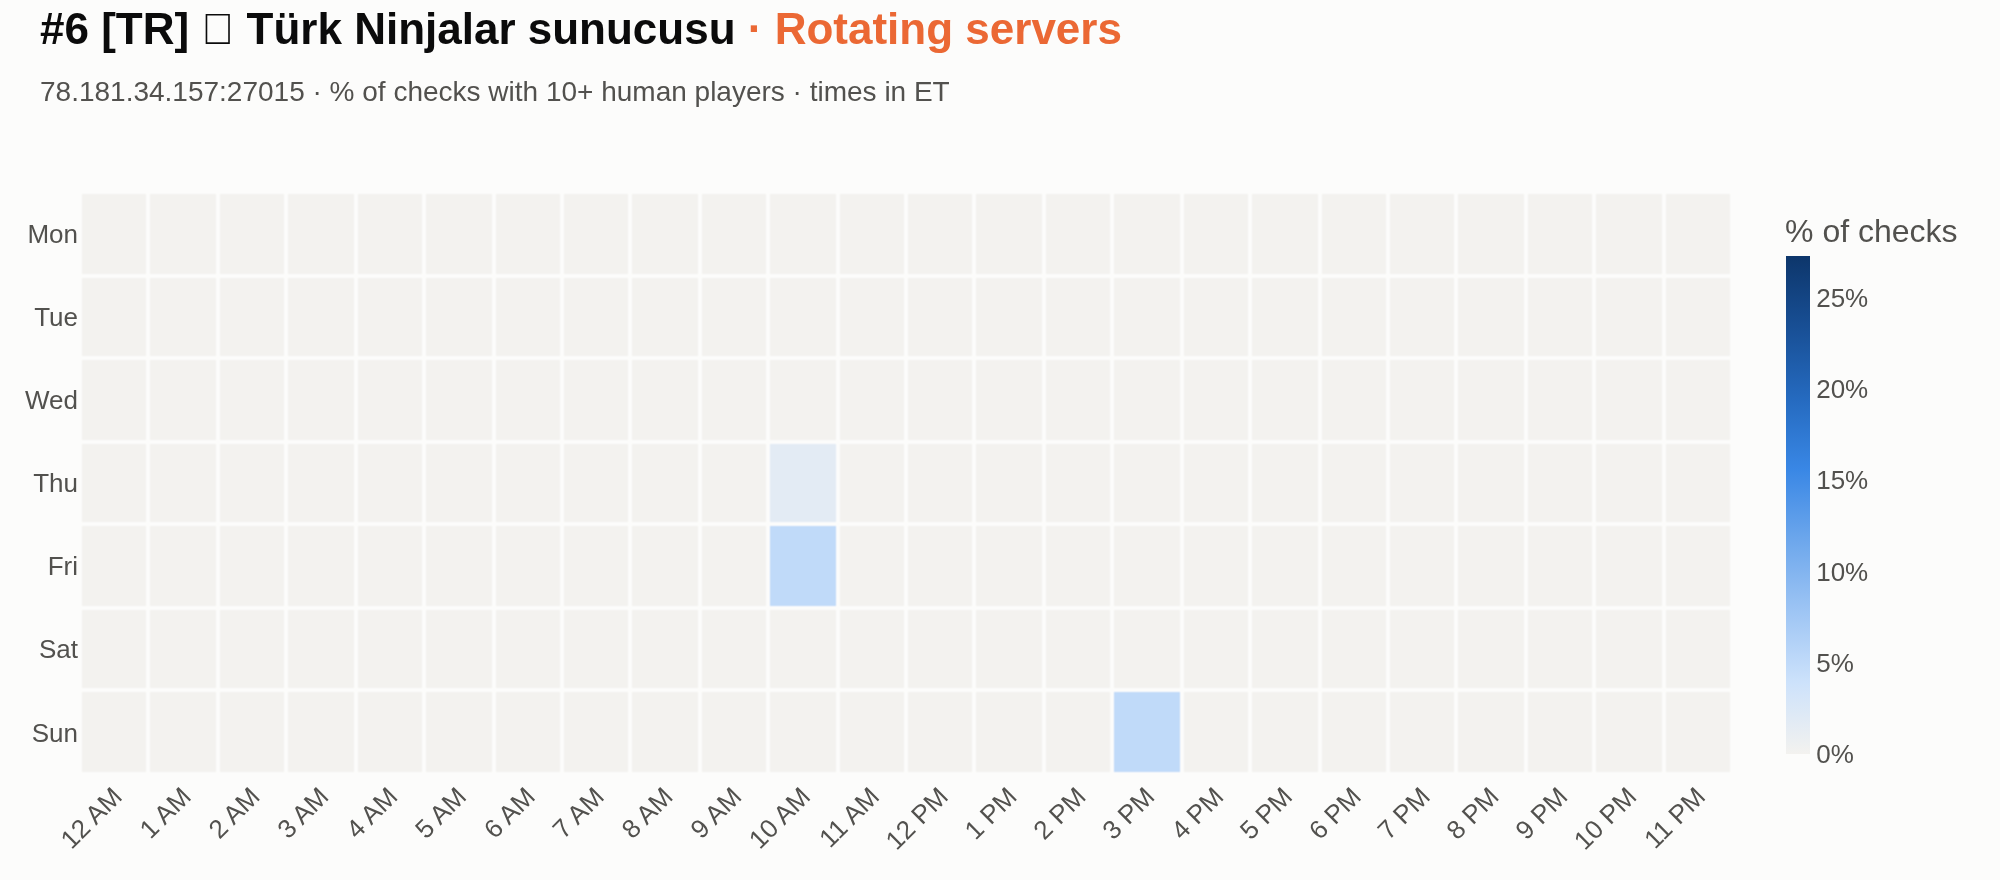 #6 [TR] Türk Ninjalar sunucusu · Rotating servers
78.181.34.157:27015 · % of checks with 10+ human players · times in ET
% of checks
25%
20%
15%
10%
5%
0%
Mon
Tue
Wed
Thu
Fri
Sat
Sun
12 AM
1 AM
2 AM
3 AM
4 AM
5 AM
6 AM
7 AM
8 AM
9 AM
10 AM
11 AM
12 PM
1 PM
2 PM
3 PM
4 PM
5 PM
6 PM
7 PM
8 PM
9 PM
10 PM
11 PM